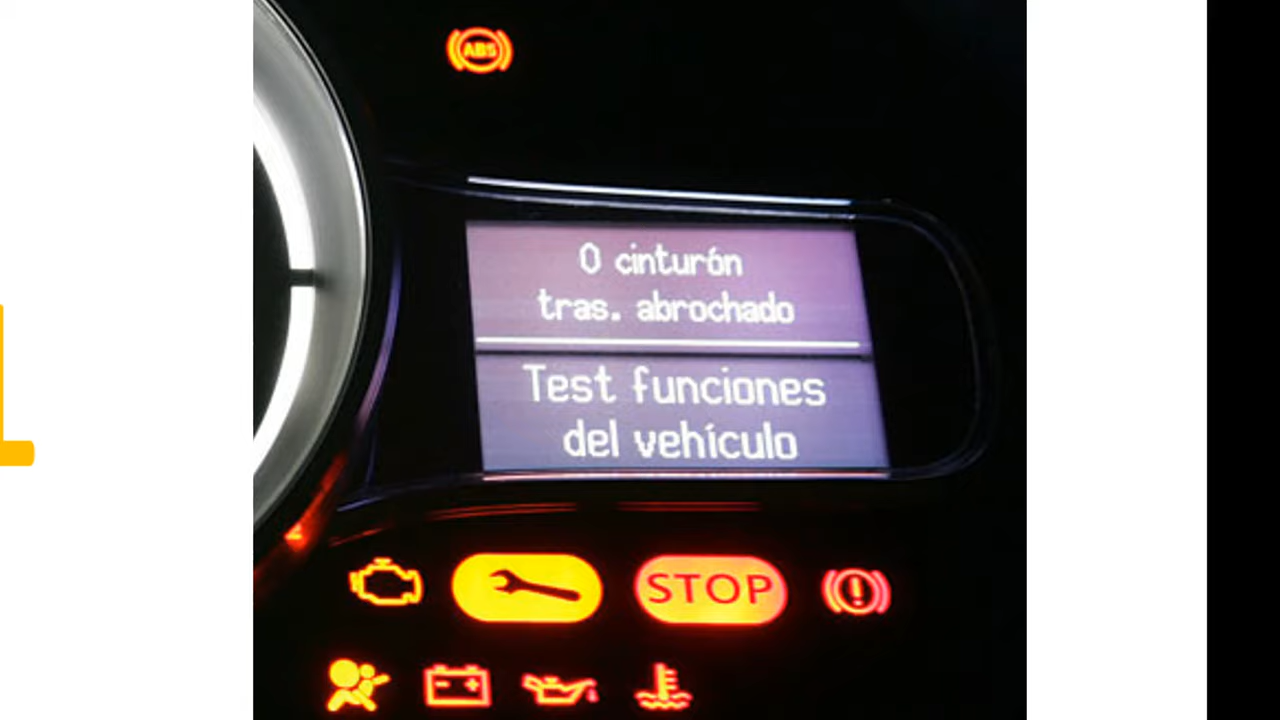 ABS
0 cinturón
tras. abrochado
Test funciones
del vehículo
STOP